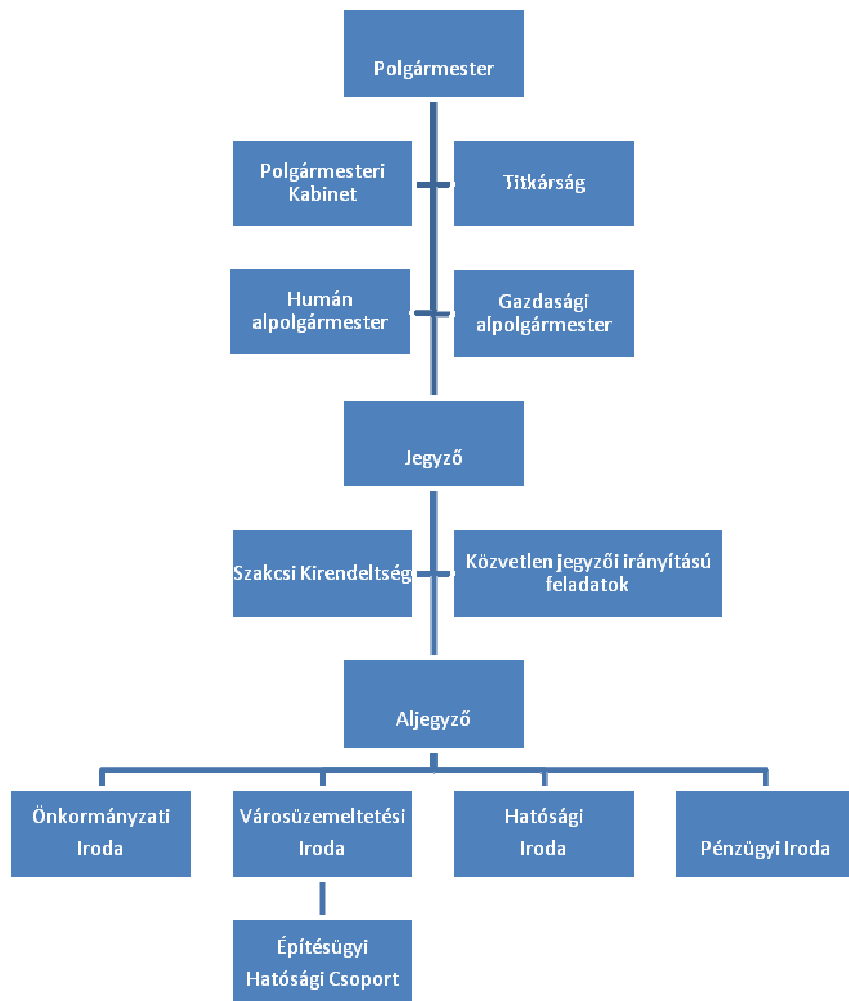 Polgármester
Polgármesteri
Kabinet
Titkárság
Humán
alpolgármester
Gazdasági
alpolgármester
Jegyző
Szakcsi Kirendeltség
Közvetlen jegyzői irányítású
feladatok
Aljegyző
Önkormányzati
Iroda
Városüzemeltetési
Iroda
Hatósági
Iroda
Pénzügyi Iroda
Építésügyi
Hatósági Csoport